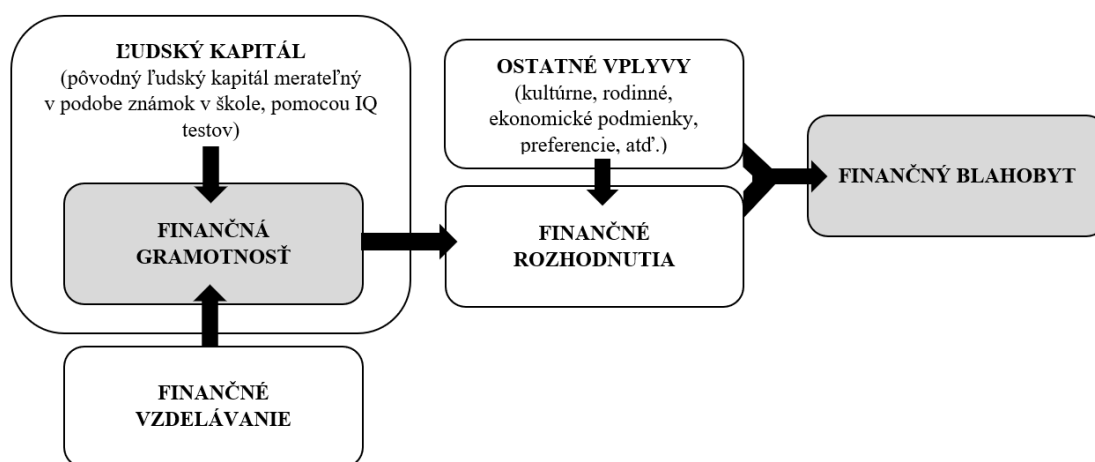 ĽUDSKÝ KAPITÁL
(pôvodný ľudský kapitál merateľný
v podobe známok v škole, pomocou IQ
testov)
FINANČNÁ
GRAMOTNOSŤ
FINANČNÉ
VZDELÁVANIE
OSTATNÉ VPLYVY
(kultúrne, rodinné,
ekonomické podmienky,
preferencie, atď.)
FINANČNÉ
ROZHODNUTIA
FINANČNÝ BLAHOBYT